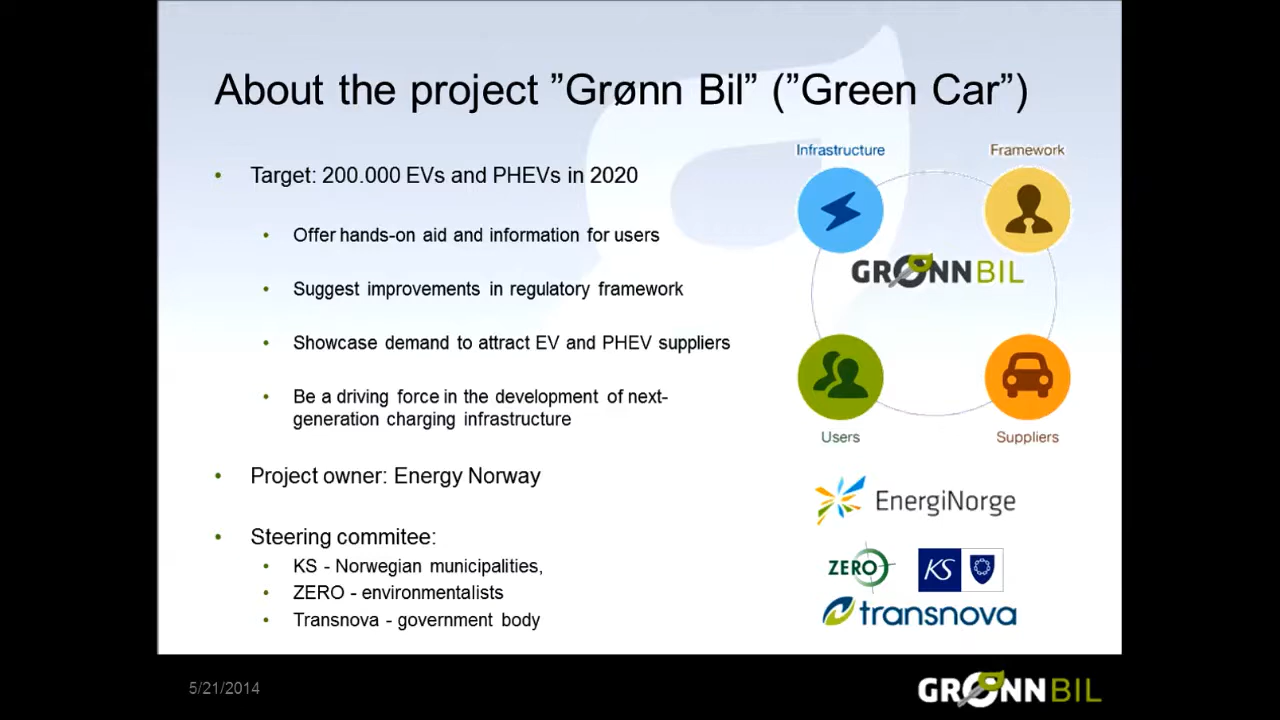 About the project ”Grønn Bil” (”Green Car”)
Infrastructure
Framework
• Target: 200.000 EVs and PHEVs in 2020
• Offer hands-on aid and information for users
GRØNN BIL
• Suggest improvements in regulatory framework
• Showcase demand to attract EV and PHEV suppliers
• Be a driving force in the development of next-
generation charging infrastructure
Users
Suppliers
• Project owner: Energy Norway
EnergiNorge
• Steering commitee:
• KS - Norwegian municipalities,
• ZERO - environmentalists
• Transnova - government body
ZERO
KS
transnova
5/21/2014
GRØNN BIL